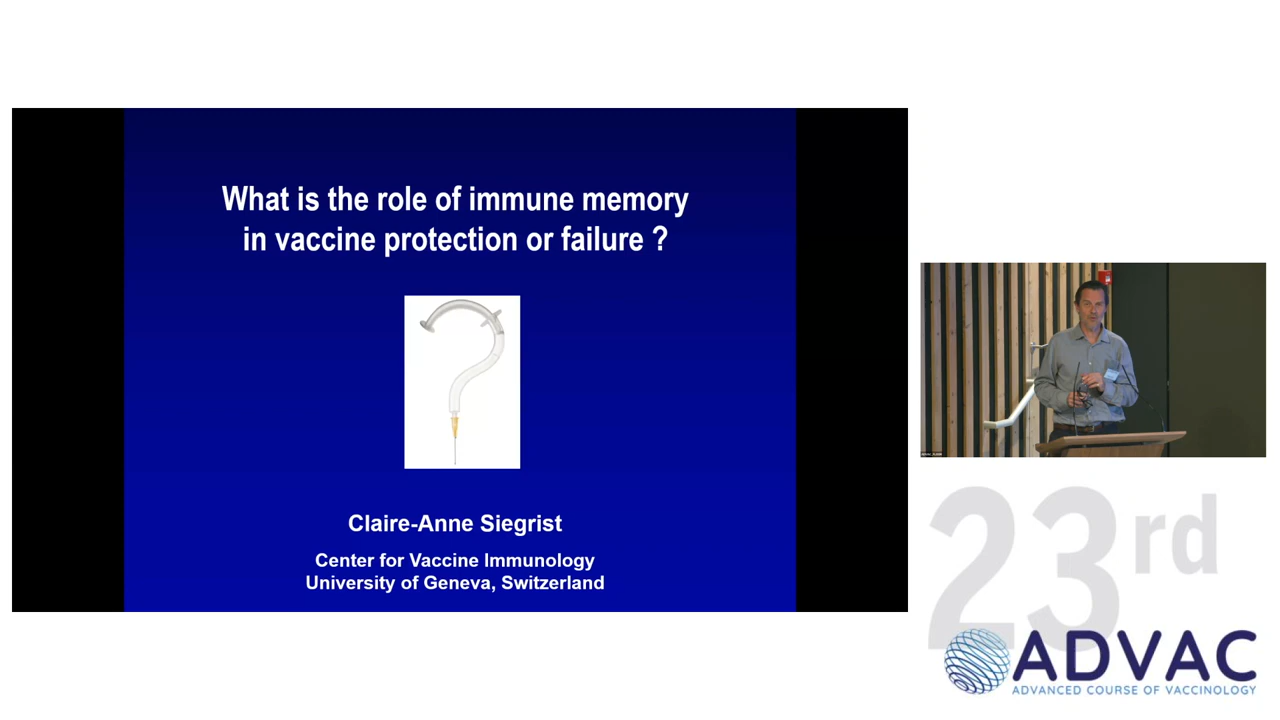 What is the role of immune memory
in vaccine protection or failure ?
Claire-Anne Siegrist
Center for Vaccine Immunology
University of Geneva, Switzerland
23rd
ADVAC
ADVANCED COURSE OF VACCINOLOGY